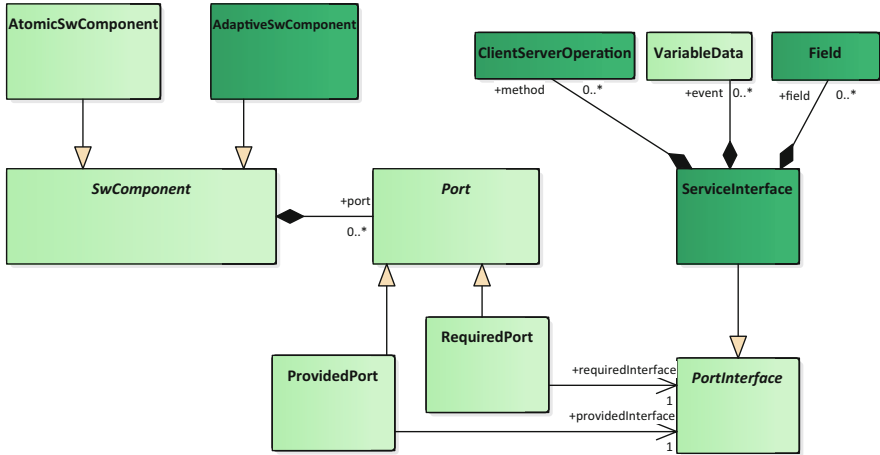 AtomicSwComponent
AdaptiveSwComponent
ClientServerOperation
VariableData
Field
+method
0..*
+event
0..*
+field
0..*
SwComponent
+port
0..*
Port
ServiceInterface
ProvidedPort
RequiredPort
+requiredInterface
1
+providedInterface
1
PortInterface